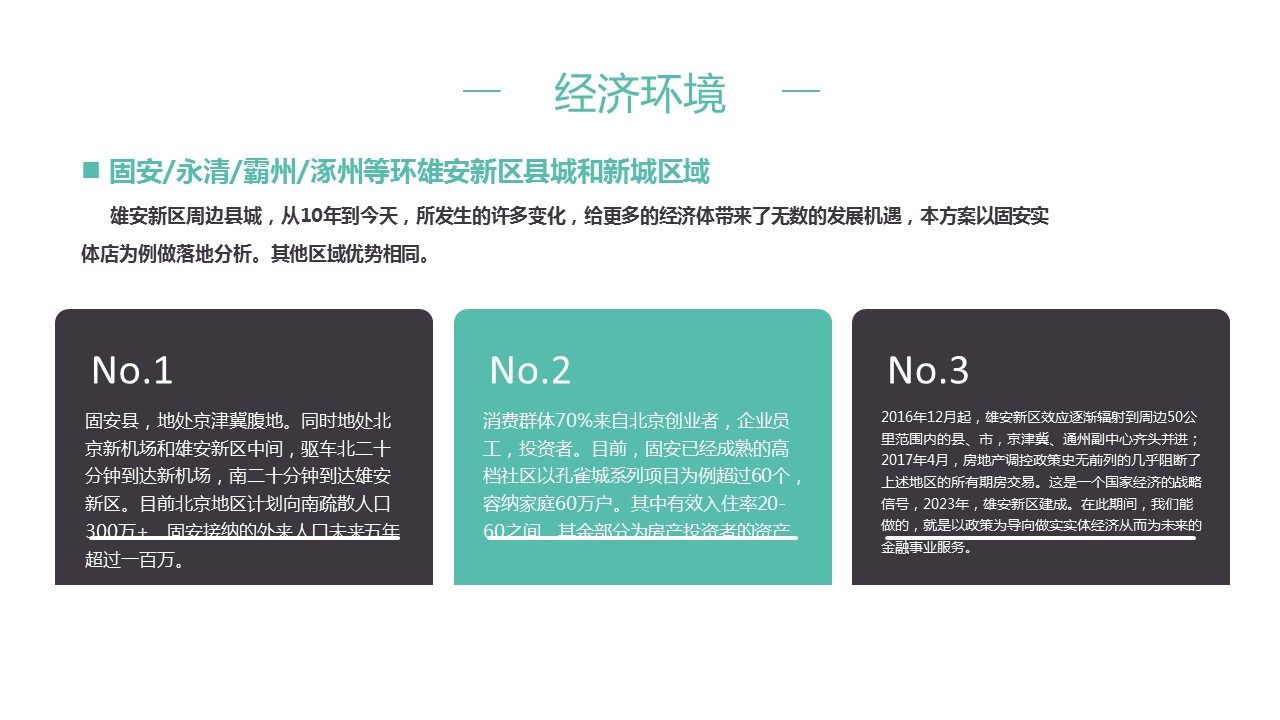 经济环境
固安/永清/霸州/涿州等环雄安新区县城和新城区域
雄安新区周边县城，从10年到今天，所发生的许多变化，给更多的经济体带来了无数的发展机遇，本方案以固安实
体店为例做落地分析。其他区域优势相同。
No.1
固安县，地处京津冀腹地。同时地处北
京新机场和雄安新区中间，驱车北二十
分钟到达新机场，南二十分钟到达雄安
新区。目前北京地区计划向南疏散人口
300万+，固安接纳的外来人口未来五年
超过一百万。
No.2
消费群体70%来自北京创业者，企业员
工，投资者。目前，固安已经成熟的高
档社区以孔雀城系列项目为例超过60个，
容纳家庭60万户。其中有效入住率20-
60之间，其余部分为房产投资者的资产
No.3
2016年12月起，雄安新区效应逐渐辐射到周边50公
里范围内的县、市，京津冀、通州副中心齐头并进；
2017年4月，房地产调控政策史无前列的几乎阻断了
上述地区的所有期房交易。这是一个国家经济的战略
信号，2023年，雄安新区建成。在此期间，我们能
做的，就是以政策为导向做实实体经济从而为未来的
金融事业服务。